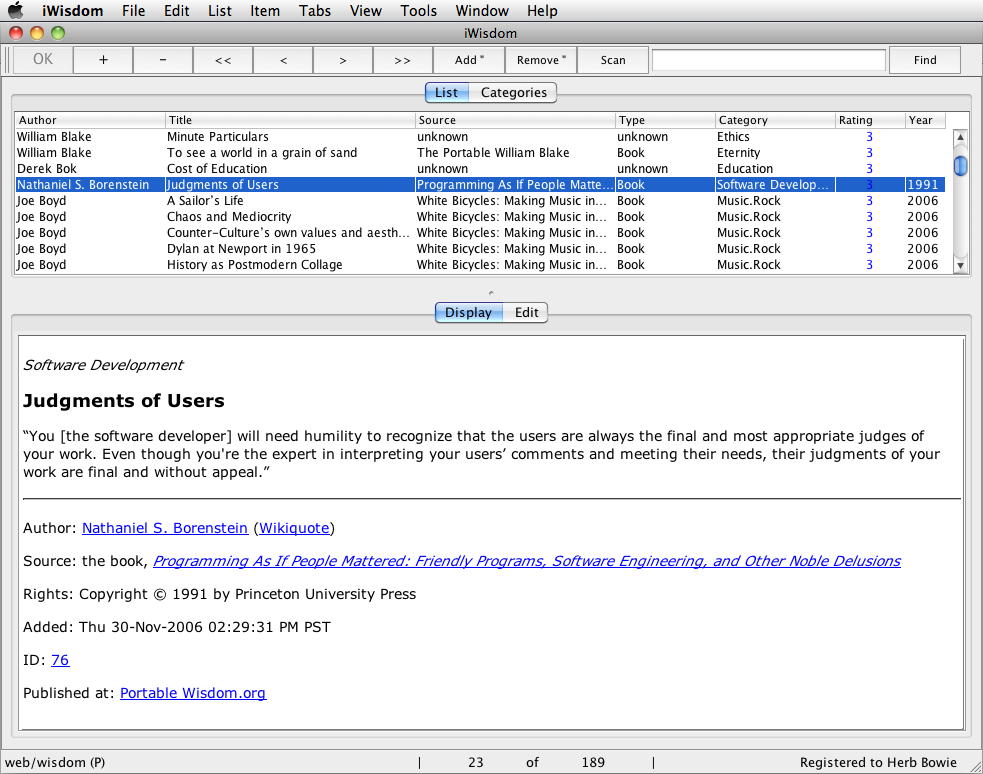 iWisdom File Edit List Item Tabs View Tools Window Help
iWisdom
OK + - << < > >> Add " Remove " Scan Find
List Categories
Author Title Source Type Category Rating Year
William Blake Minute Particulars unknown unknown Ethics 3
William Blake To see a world in a grain of sand The Portable William Blake Book Eternity 3
Derek Bok Cost of Education unknown unknown Education 3
Nathaniel S. Borenstein Judgments of Users Programming As If People Matte... Book Software Develop... 3 1991
Joe Boyd A Sailor's Life White Bicycles: Making Music in... Book Music.Rock 3 2006
Joe Boyd Chaos and Mediocrity White Bicycles: Making Music in... Book Music.Rock 3 2006
Joe Boyd Counter-Culture's own values and aesth... White Bicycles: Making Music in... Book Music.Rock 3 2006
Joe Boyd Dylan at Newport in 1965 White Bicycles: Making Music in... Book Music.Rock 3 2006
Joe Boyd History as Postmodern Collage White Bicycles: Making Music in... Book Music.Rock 3 2006
Display Edit
Software Development
Judgments of Users
“You [the software developer] will need humility to recognize that the users are always the final and most appropriate judges of
your work. Even though you're the expert in interpreting your users’ comments and meeting their needs, their judgments of your
work are final and without appeal.”
Author: Nathaniel S. Borenstein (Wikiquote)
Source: the book, Programming As If People Mattered: Friendly Programs, Software Engineering, and Other Noble Delusions
Rights: Copyright © 1991 by Princeton University Press
Added: Thu 30-Nov-2006 02:29:31 PM PST
ID: 76
Published at: Portable Wisdom.org
web/wisdom (P) | 23 of 189 | Registered to Herb Bowie